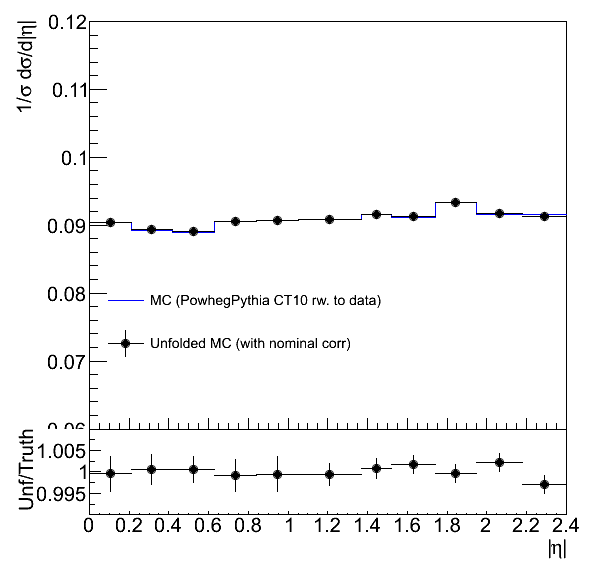 0.12
1/σ dσ/d|η|
0.11
0.1
0.09
0.08
MC (PowhegPythia CT10 rw. to data)
Unfolded MC (with nominal corr)
0.07
0.06
Unf/Truth
1.005
1
0.995
0 0.2 0.4 0.6 0.8 1 1.2 1.4 1.6 1.8 2 2.2 2.4
|η|